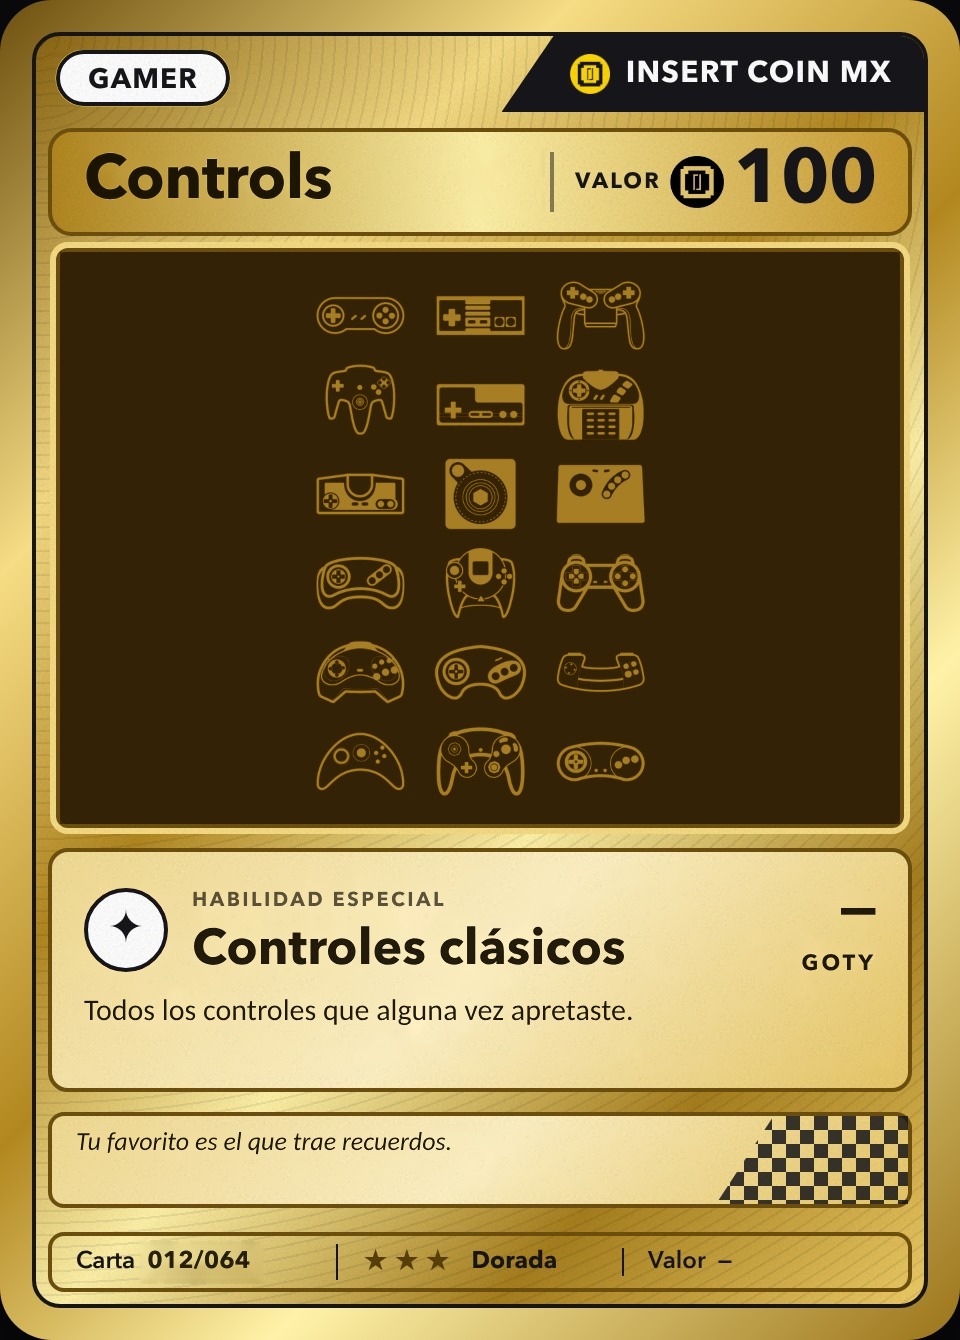 GAMER
INSERT COIN MX
Controls
VALOR 100
HABILIDAD ESPECIAL
Controles clásicos
–
GOTY
Todos los controles que alguna vez apretaste.
Tu favorito es el que trae recuerdos.
Carta 012/064 ★★★ Dorada Valor –